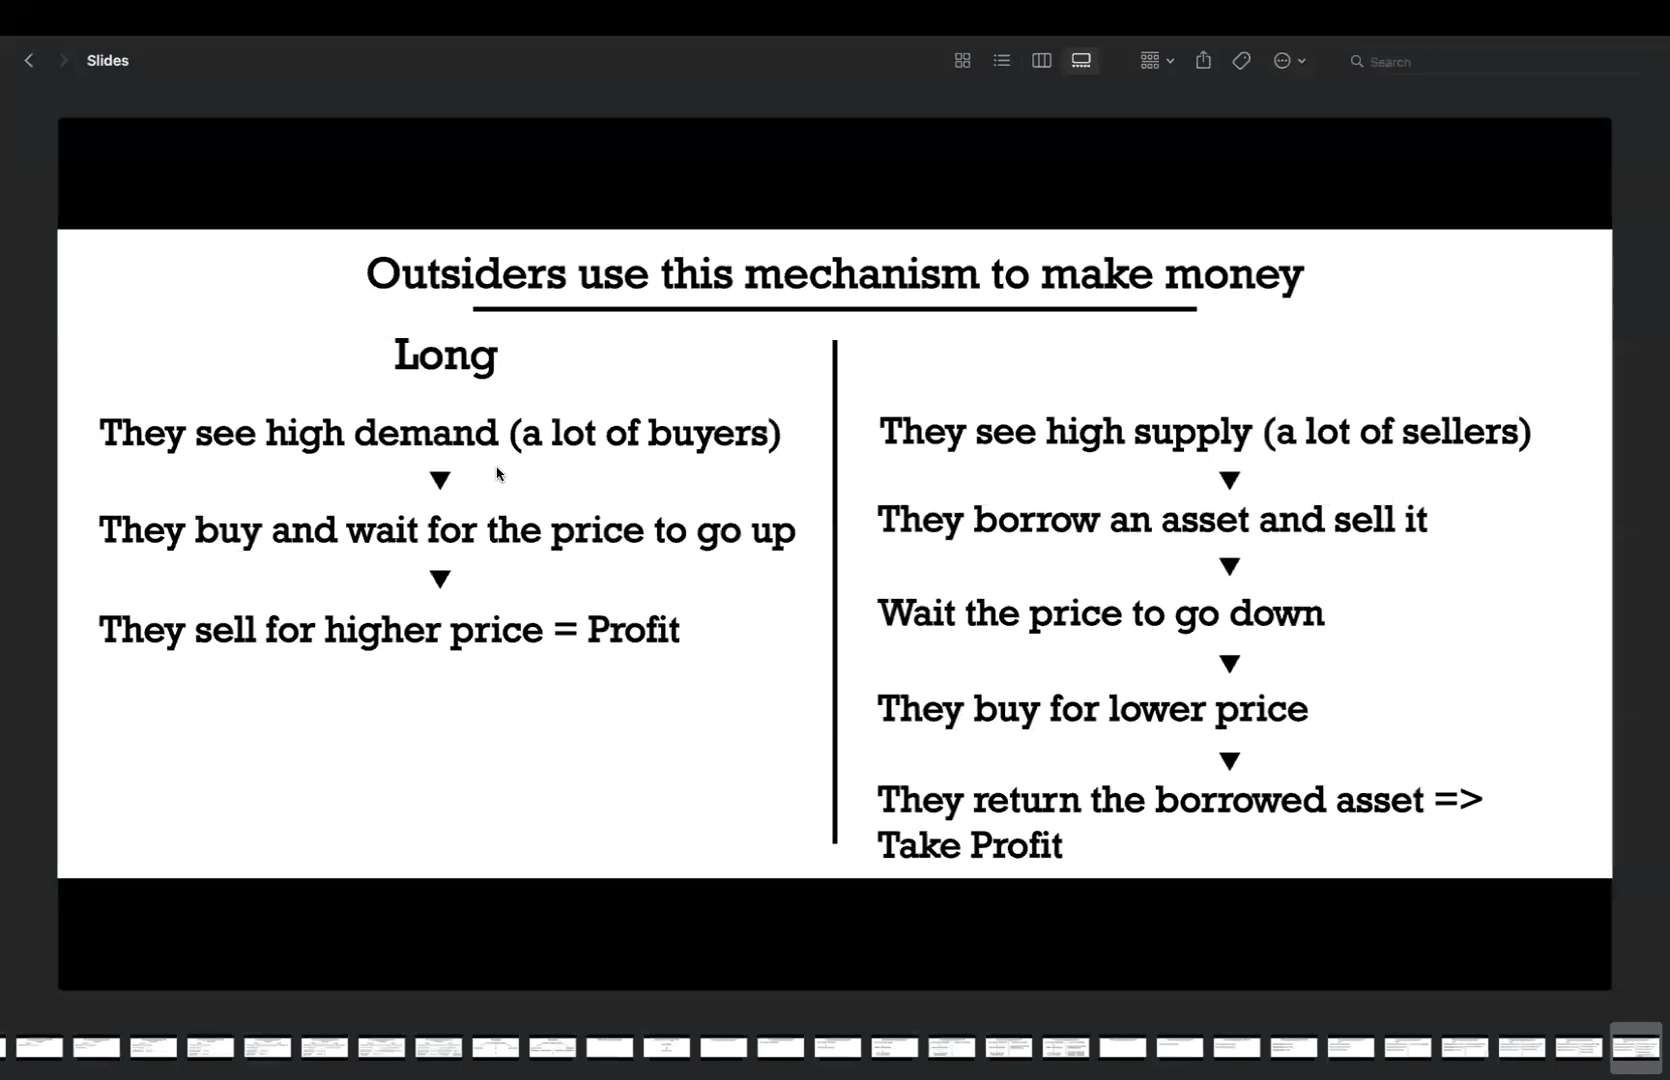 Slides
Search
Outsiders use this mechanism to make money
Long
They see high demand (a lot of buyers)
They buy and wait for the price to go up
They sell for higher price = Profit
They see high supply (a lot of sellers)
They borrow an asset and sell it
Wait the price to go down
They buy for lower price
They return the borrowed asset =>
Take Profit